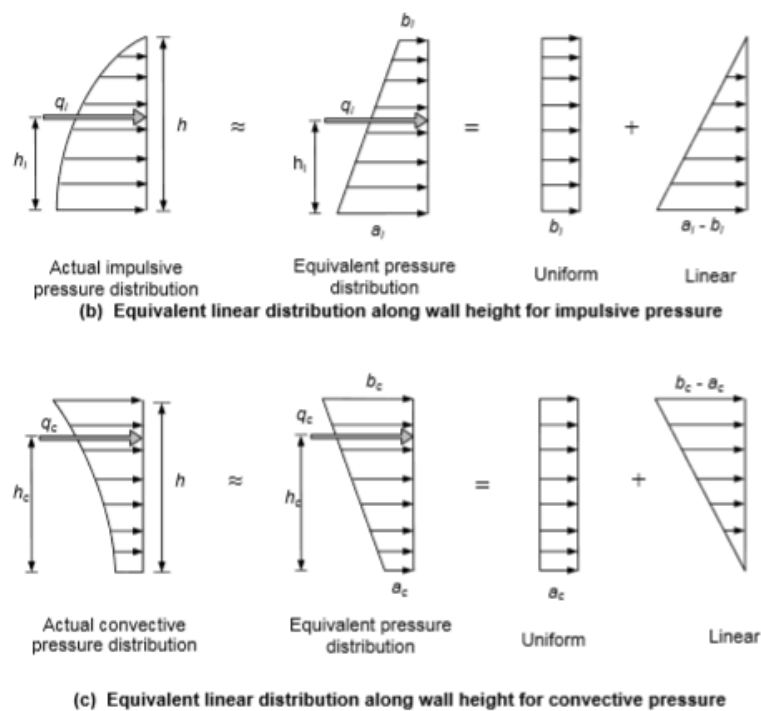 b_I
q_I
h_I
h
≈
q_I
h_I
a_I
=
b_I
+
a_I - b_I
Actual impulsive
pressure distribution
Equivalent pressure
distribution
Uniform
Linear
(b) Equivalent linear distribution along wall height for impulsive pressure
b_c
b_c - a_c
q_c
h_c
h
≈
q_c
h_c
a_c
=
a_c
+
Actual convective
pressure distribution
Equivalent pressure
distribution
Uniform
Linear
(c) Equivalent linear distribution along wall height for convective pressure